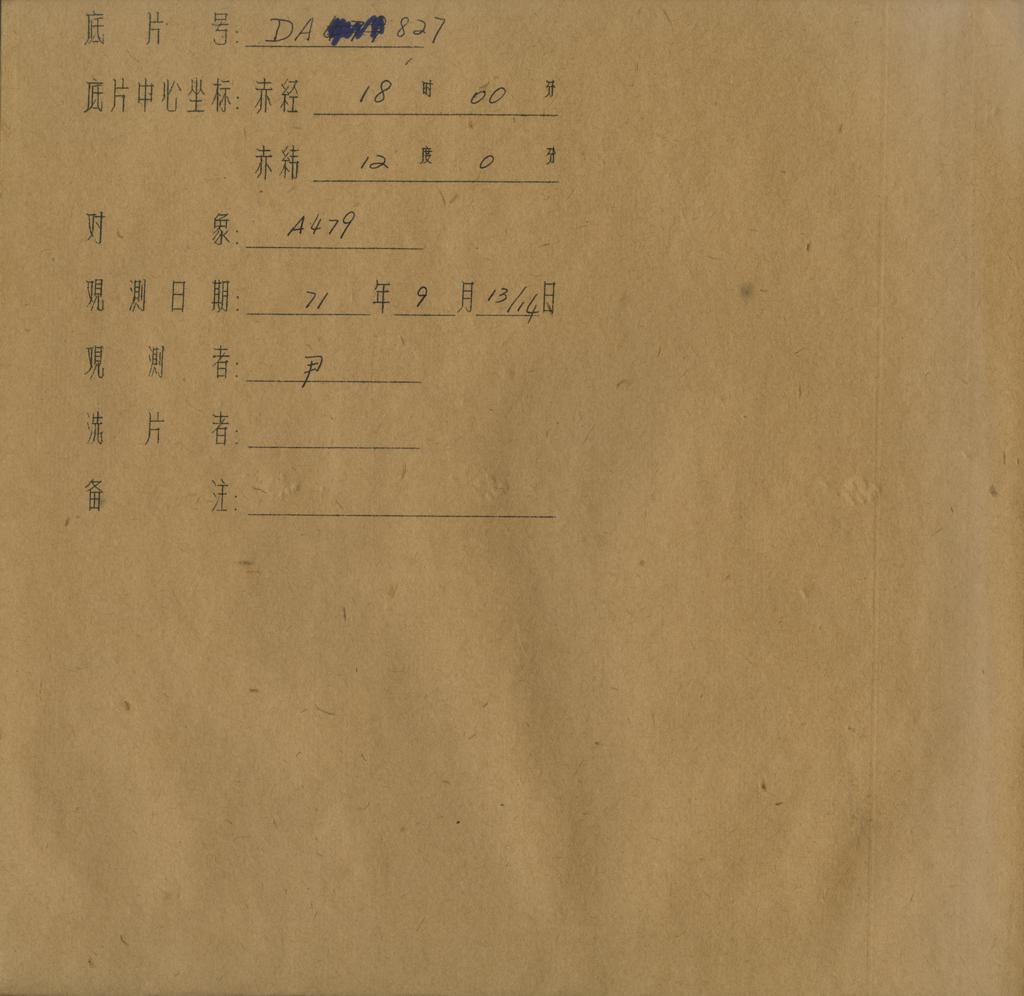 底片号: DA 827
底片中心坐标: 赤经 18 时 00 分
赤纬 12 度 0 分
对象: A479
观测日期: 71 年 9 月 13/14 日
观测者: 尹
洗片者:
备注: